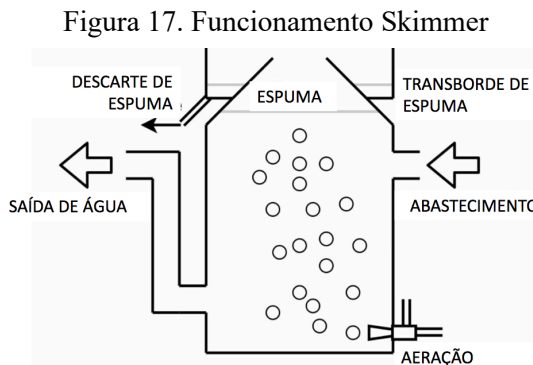 Figura 17. Funcionamento Skimmer
DESCARTE DE
ESPUMA
ESPUMA
TRANSBORDE DE
ESPUMA
SAÍDA DE ÁGUA
ABASTECIMENTO
AERAÇÃO